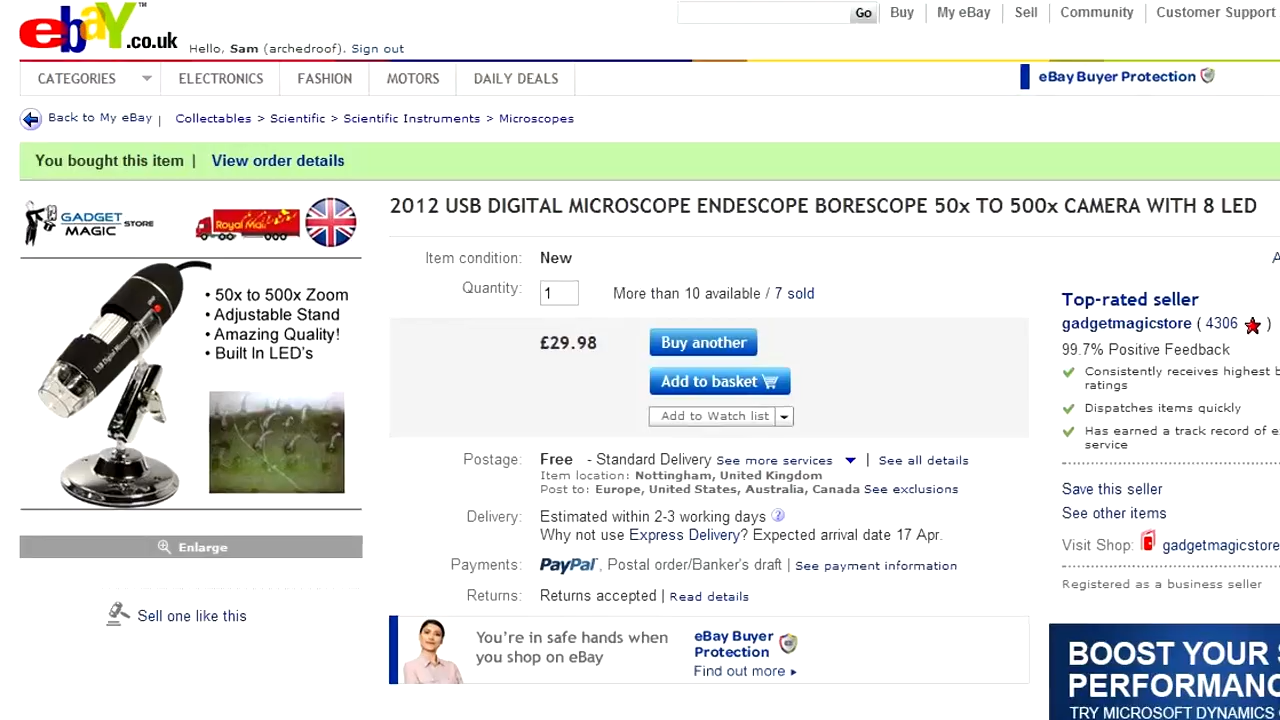 ebaY™.co.uk
Hello, Sam (archedroof). Sign out
Go
Buy
My eBay
Sell
Community
Customer Support
CATEGORIES
ELECTRONICS
FASHION
MOTORS
DAILY DEALS
eBay Buyer Protection
Back to My eBay | Collectables > Scientific > Scientific Instruments > Microscopes
You bought this item | View order details
GADGET
MAGIC STORE
Royal Mail
• 50x to 500x Zoom
• Adjustable Stand
• Amazing Quality!
• Built In LED's
USB Digital Microscope
Enlarge
Sell one like this
2012 USB DIGITAL MICROSCOPE ENDESCOPE BORESCOPE 50x TO 500x CAMERA WITH 8 LED
Item condition: New
Quantity: 1 More than 10 available / 7 sold
£29.98
Buy another
Add to basket
Add to Watch list
Postage: Free - Standard Delivery See more services | See all details
Item location: Nottingham, United Kingdom
Post to: Europe, United States, Australia, Canada See exclusions
Delivery: Estimated within 2-3 working days ?
Why not use Express Delivery? Expected arrival date 17 Apr.
Payments: PayPal, Postal order/Banker's draft | See payment information
Returns: Returns accepted | Read details
You're in safe hands when
you shop on eBay
eBay Buyer
Protection
Find out more ▸
A
Top-rated seller
gadgetmagicstore ( 4306 )
99.7% Positive Feedback
Consistently receives highest b
ratings
Dispatches items quickly
Has earned a track record of e
service
Save this seller
See other items
Visit Shop: gadgetmagicstore
Registered as a business seller
BOOST YOUR S
PERFORMANC
TRY MICROSOFT DYNAMICS